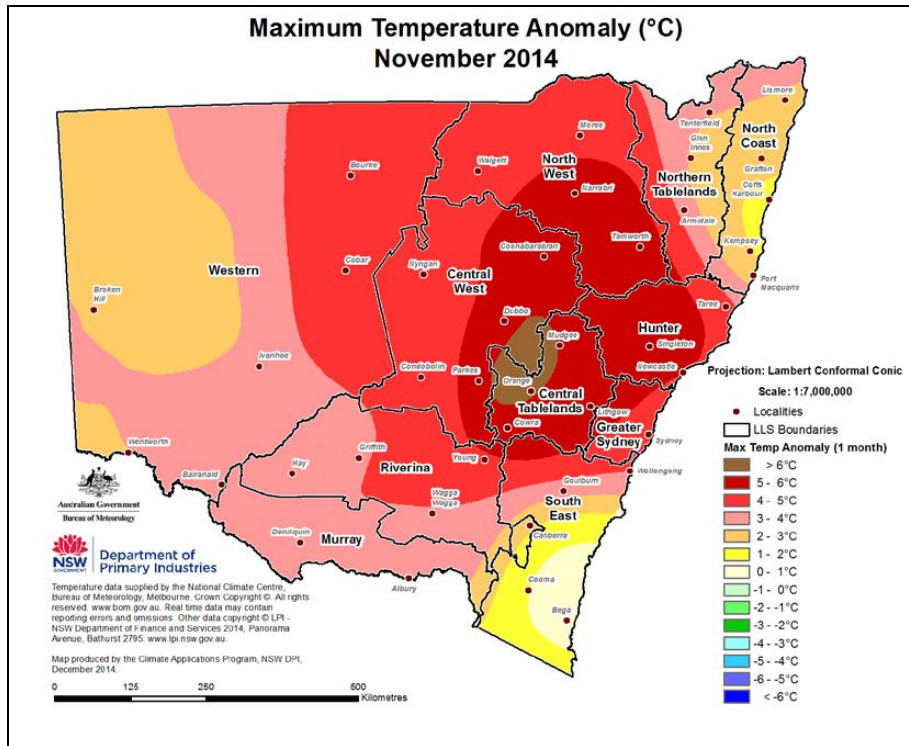 Maximum Temperature Anomaly (°C)
November 2014
Lismore
Tenterfield
North
Coast
Glen
Innes
Moree
Grafton
Northern
Tablelands
Bourke
Walgett
North
West
Narrabri
Coffs
Harbour
Armidale
Tamworth
Kempsey
Coonabarabran
Port
Macquarie
Western
Cobar
Nyngan
Central
West
Taree
Broken
Hill
Dubbo
Hunter
Mudgee
Singleton
Ivanhoe
Condobolin
Parkes
Newcastle
Orange
Central
Tablelands
Lithgow
Cowra
Greater
Sydney
Sydney
Wentworth
Griffith
Young
Wollongong
Balranald
Hay
Riverina
Goulburn
Wagga
Wagga
South
East
Deniliquin
Murray
Canberra
Albury
Cooma
Bega
Projection: Lambert Conformal Conic
Scale: 1:7,000,000
Localities
LLS Boundaries
Max Temp Anomaly (1 month)
> 6°C
5 - 6°C
4 - 5°C
3 - 4°C
2 - 3°C
1 - 2°C
0 - 1°C
-1 - 0°C
-2 - -1°C
-3 - -2°C
-4 - -3°C
-5 - -4°C
-6 - -5°C
< -6°C
Australian Government
Bureau of Meteorology
NSW
GOVERNMENT
Department of
Primary Industries
Temperature data supplied by the National Climate Centre,
Bureau of Meteorology, Melbourne. Crown Copyright ©. All rights
reserved. www.bom.gov.au. Real time data may contain
reporting errors and omissions. Other data copyright © LPI -
NSW Department of Finance and Services 2014, Panorama
Avenue, Bathurst 2795. www.lpi.nsw.gov.au.
Map produced by the Climate Applications Program, NSW DPI,
December 2014.
0 125 250 500
Kilometres